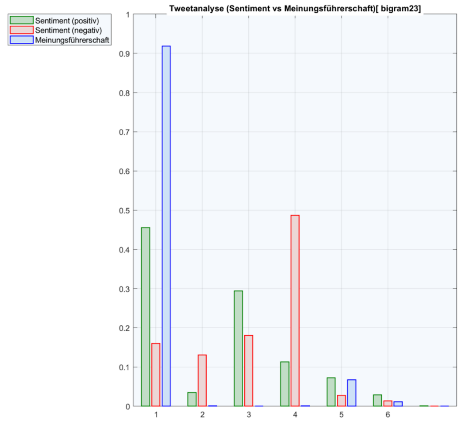 Tweetanalyse (Sentiment vs Meinungsführerschaft)[ bigram23]
Sentiment (positiv)
Sentiment (negativ)
Meinungsführerschaft
1
0.9
0.8
0.7
0.6
0.5
0.4
0.3
0.2
0.1
0
1 2 3 4 5 6